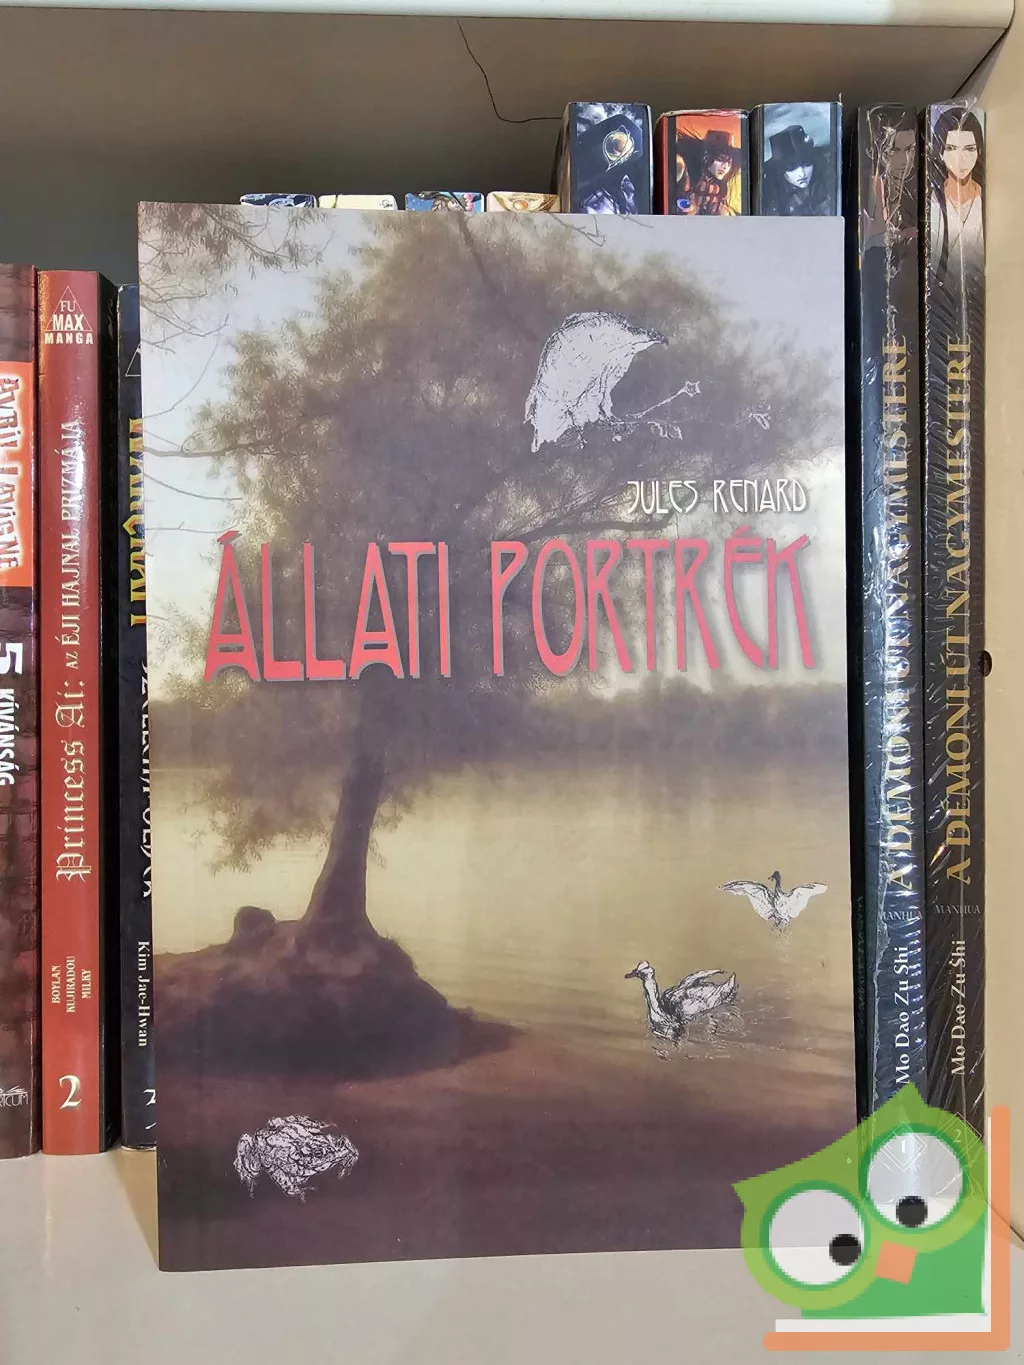 JULES RENARD
ÁLLATI PORTRÉK
5 KÍVÁNSÁG
FU
MAX
MANGA
Princess Ai: AZ ÉJI HAJNAL PRIZMÁJA
BOYLAN
KUJIRADOU
MILKY
2
Kim Jae-Hwan
A DÉMONI ÚT NAGYMESTERE
MANHUA
Mo Dao Zu Shi
1
A DÉMONI ÚT NAGYMESTERE
MANHUA
Mo Dao Zu Shi
2